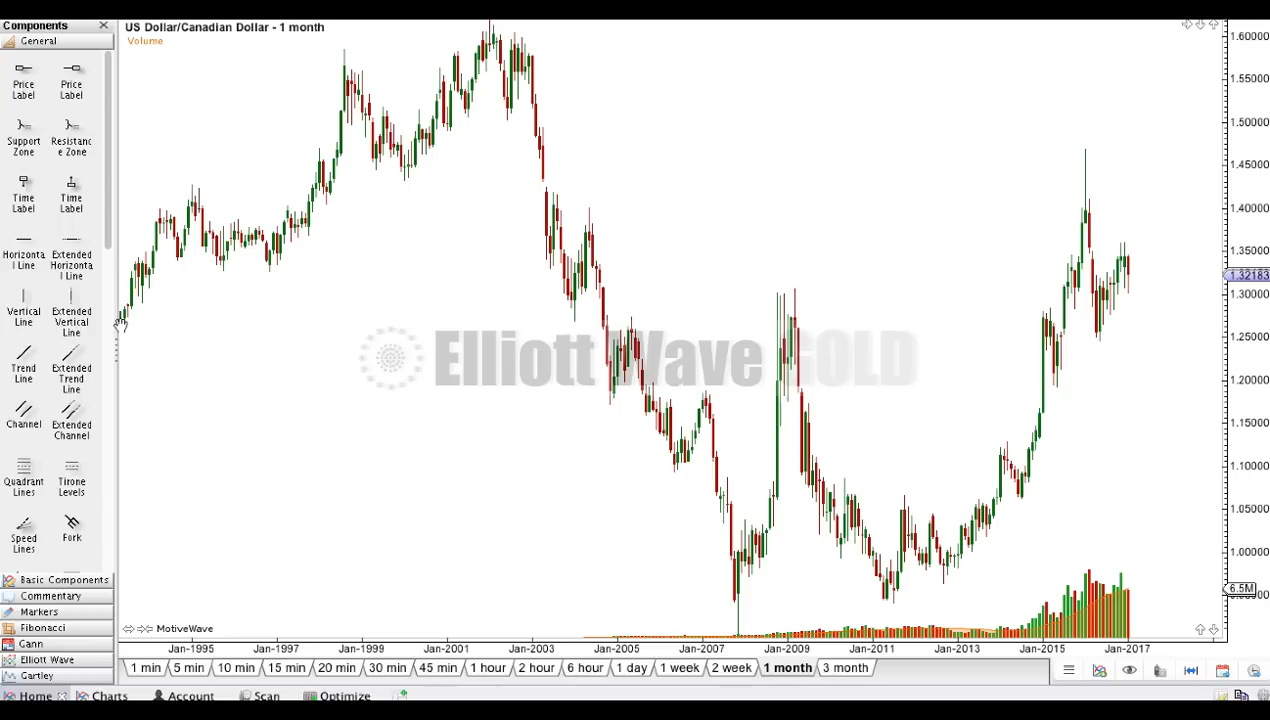 Components
US Dollar/Canadian Dollar - 1 month
General
Volume
Price Label
Price Label
Support Zone
Resistanc e Zone
Time Label
Time Label
Horizonta l Line
Extended Horizonta l Line
Vertical Line
Extended Vertical Line
Trend Line
Extended Trend Line
Channel
Extended Channel
Quadrant Lines
Tirone Levels
Speed Lines
Fork
Basic Components
Commentary
Markers
Fibonacci
Gann
Elliott Wave
Gartley
Elliott Wave GOLD
1.60000
1.55000
1.50000
1.45000
1.40000
1.35000
1.32183
1.30000
1.25000
1.20000
1.15000
1.10000
1.05000
1.00000
6.5M
MotiveWave
Jan-1995 Jan-1997 Jan-1999 Jan-2001 Jan-2003 Jan-2005 Jan-2007 Jan-2009 Jan-2011 Jan-2013 Jan-2015 Jan-2017
1 min 5 min 10 min 15 min 20 min 30 min 45 min 1 hour 2 hour 6 hour 1 day 1 week 2 week 1 month 3 month
Home Charts Account Scan Optimize